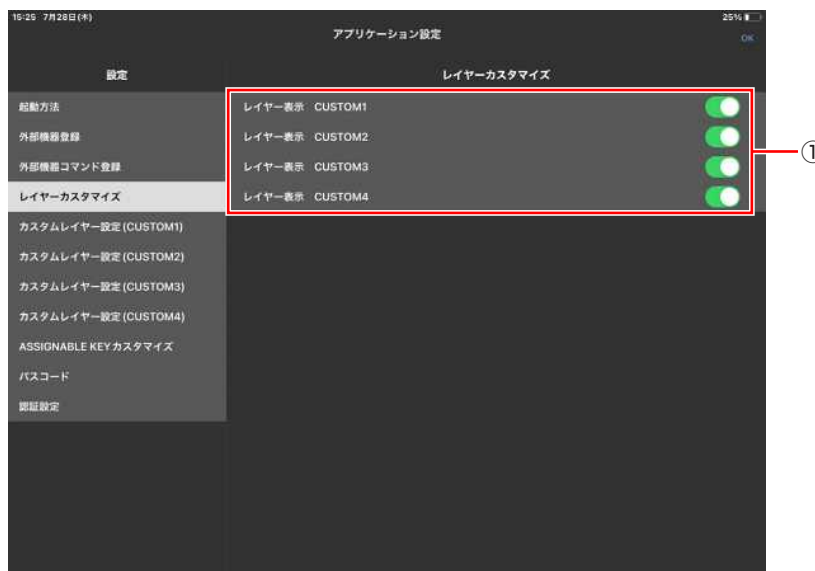 15:25 7月28日(木)
25%
アプリケーション設定
OK
設定
レイヤーカスタマイズ
起動方法
レイヤー表示 CUSTOM1
外部機器登録
レイヤー表示 CUSTOM2
外部機器コマンド登録
レイヤー表示 CUSTOM3
レイヤーカスタマイズ
レイヤー表示 CUSTOM4
①
カスタムレイヤー設定(CUSTOM1)
カスタムレイヤー設定(CUSTOM2)
カスタムレイヤー設定(CUSTOM3)
カスタムレイヤー設定(CUSTOM4)
ASSIGNABLE KEYカスタマイズ
パスコード
認証設定